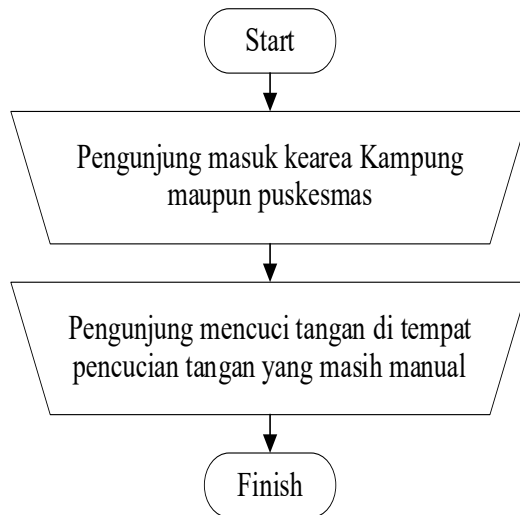 Start
Pengunjung masuk kearea Kampung
maupun puskesmas
Pengunjung mencuci tangan di tempat
pencucian tangan yang masih manual
Finish